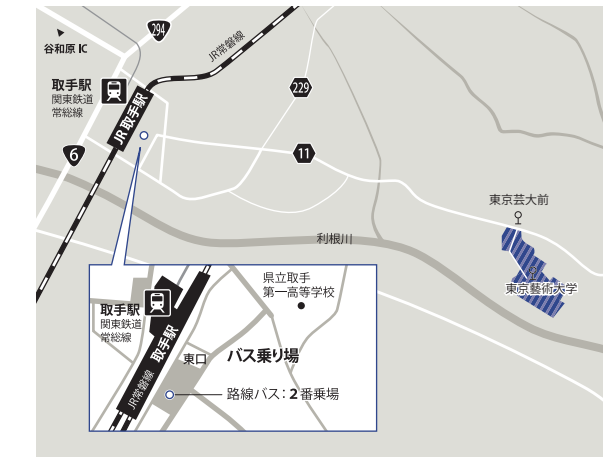 294
谷和原 IC
JR常磐線
取手駅
関東鉄道
常総線
JR 取手駅
229
6
11
東京芸大前
利根川
東京藝術大学
県立取手
第一高等学校
取手駅
関東鉄道
常総線
JR常磐線 取手駅
東口
バス乗り場
路線バス：2番乗場